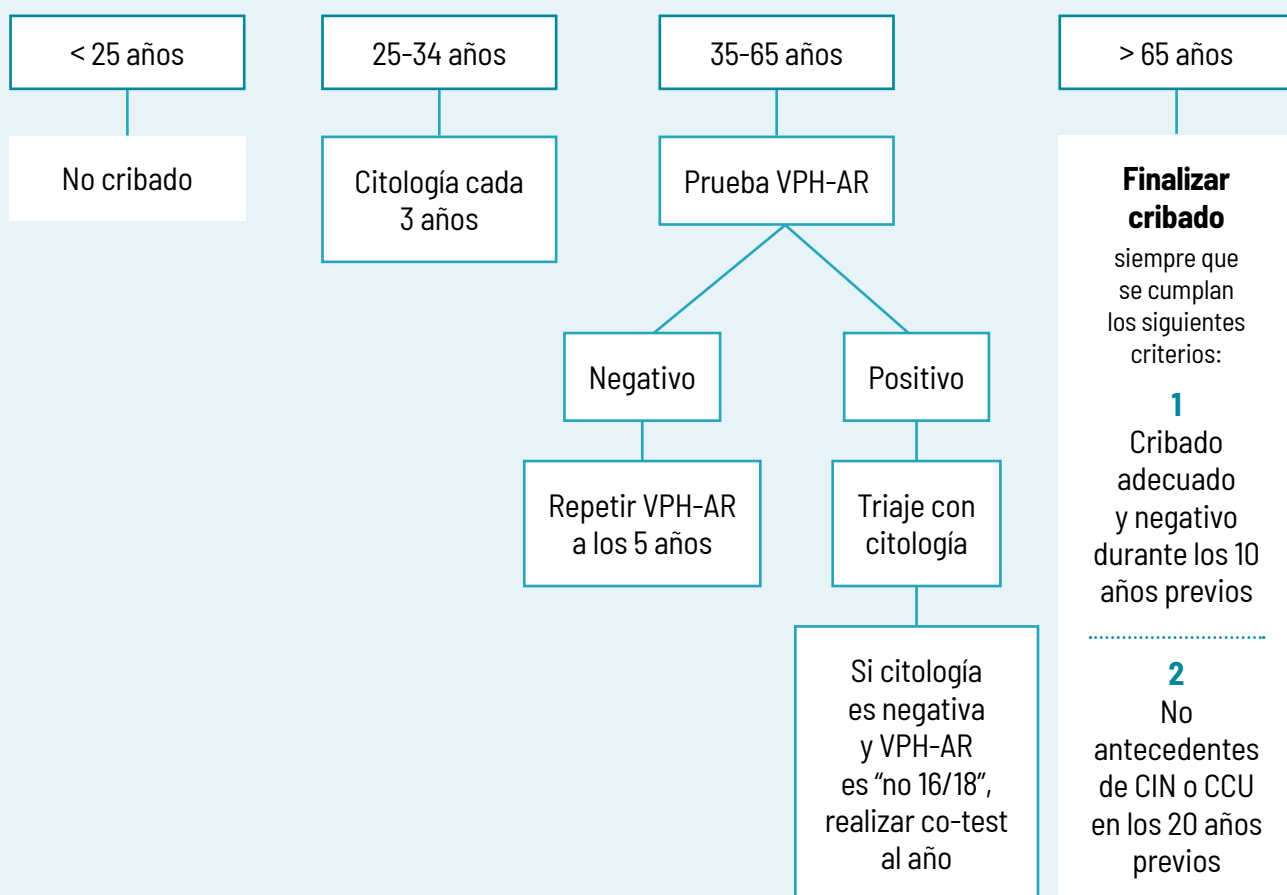 < 25 años
No cribado
25-34 años
Citología cada
3 años
35-65 años
Prueba VPH-AR
Negativo
Repetir VPH-AR
a los 5 años
Positivo
Triaje con
citología
Si citología
es negativa
y VPH-AR
es “no 16/18”,
realizar co-test
al año
> 65 años
Finalizar
cribado
siempre que
se cumplan
los siguientes
criterios:
1
Cribado
adecuado
y negativo
durante los 10
años previos
2
No
antecedentes
de CIN o CCU
en los 20 años
previos